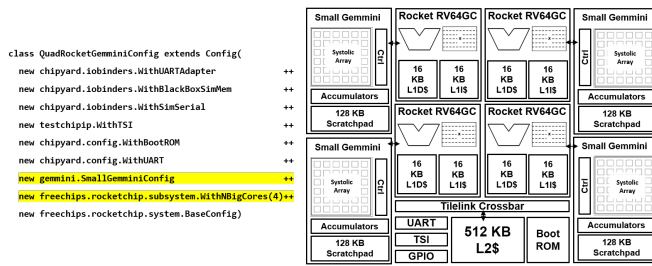 class QuadRocketGemminiConfig extends Config(
new chipyard.iobinders.WithUARTAdapter ++
new chipyard.iobinders.WithBlackBoxSimMem ++
new chipyard.iobinders.WithSimSerial ++
new testchipip.WithTSI ++
new chipyard.config.WithBootROM ++
new chipyard.config.WithUART ++
new gemmini.SmallGemminiConfig ++
new freechips.rocketchip.subsystem.WithNBigCores(4)++
new freechips.rocketchip.system.BaseConfig)
Small Gemmini
Systolic
Array
Ctrl
Accumulators
128 KB
Scratchpad
Rocket RV64GC
16
KB
L1D$
16
KB
L1I$
Rocket RV64GC
16
KB
L1D$
16
KB
L1I$
Small Gemmini
Ctrl
Systolic
Array
Accumulators
128 KB
Scratchpad
Small Gemmini
Systolic
Array
Ctrl
Accumulators
128 KB
Scratchpad
Rocket RV64GC
16
KB
L1D$
16
KB
L1I$
Rocket RV64GC
16
KB
L1D$
16
KB
L1I$
Small Gemmini
Ctrl
Systolic
Array
Accumulators
128 KB
Scratchpad
Tilelink Crossbar
UART
TSI
GPIO
512 KB
L2$
Boot
ROM